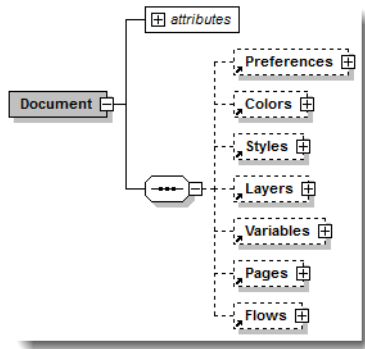 attributes
Preferences
Document
Colors
Styles
Layers
Variables
Pages
Flows